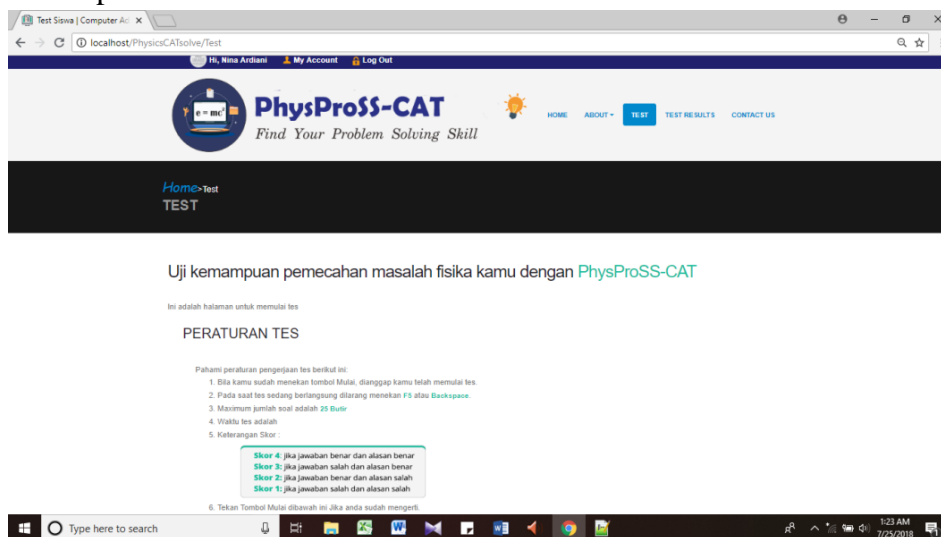 Test Siswa | Computer Ad
localhost/PhysicsCATsolve/Test
Hi, Nina Ardiani My Account Log Out
e = mc²
PhysProSS-CAT
Find Your Problem Solving Skill
HOME ABOUT TEST TEST RESULTS CONTACT US
Home>Test
TEST
Uji kemampuan pemecahan masalah fisika kamu dengan PhysProSS-CAT
Ini adalah halaman untuk memulai tes
PERATURAN TES
Pahami peraturan pengerjaan tes berikut ini:
1. Bila kamu sudah menekan tombol Mulai, dianggap kamu telah memulai tes.
2. Pada saat tes sedang berlangsung dilarang menekan F5 atau Backspace.
3. Maximum jumlah soal adalah 25 Butir
4. Waktu tes adalah
5. Keterangan Skor :
Skor 4: jika jawaban benar dan alasan benar
Skor 3: jika jawaban salah dan alasan benar
Skor 2: jika jawaban benar dan alasan salah
Skor 1: jika jawaban salah dan alasan salah
6. Tekan Tombol Mulai dibawah ini Jika anda sudah mengerti.
Type here to search
1:23 AM
7/25/2018